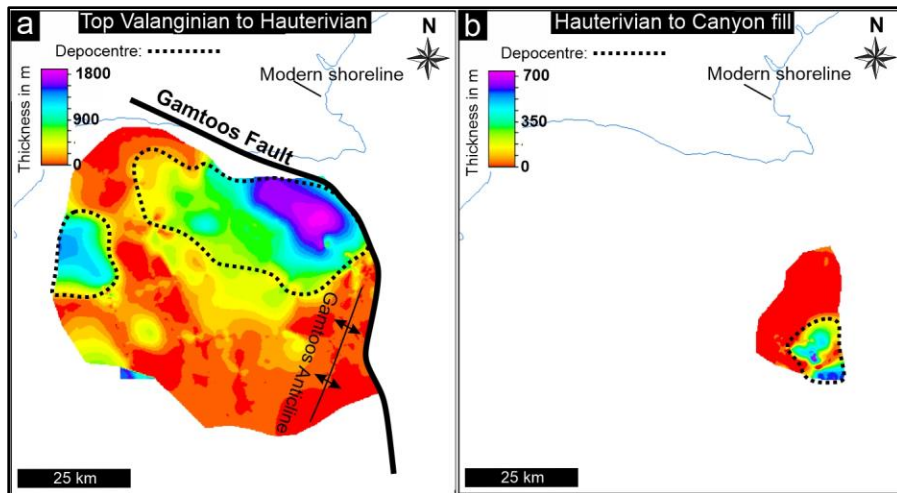 a
Top Valanginian to Hauterivian
N
Depocentre:
Thickness in m
1800
900
0
Modern shoreline
Gamtoos Fault
Gamtoos Anticline
25 km
b
Hauterivian to Canyon fill
N
Depocentre:
Thickness in m
700
350
0
Modern shoreline
25 km